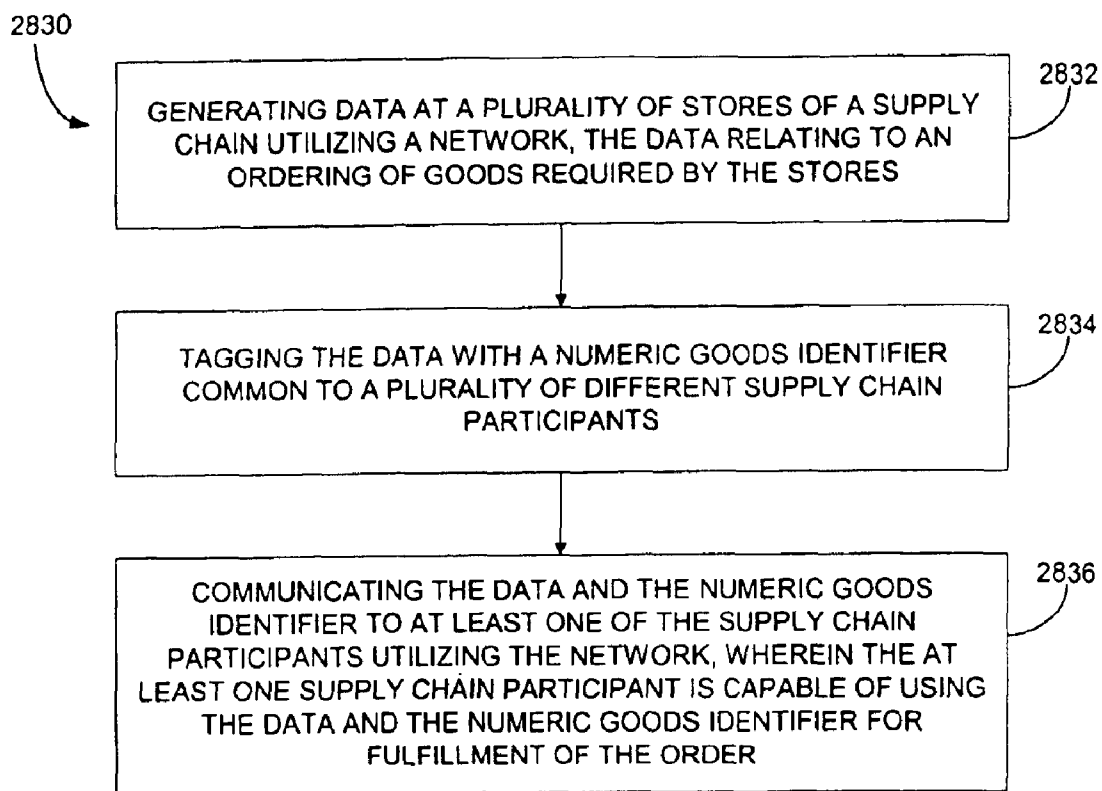 2830
2832
GENERATING DATA AT A PLURALITY OF STORES OF A SUPPLY
CHAIN UTILIZING A NETWORK, THE DATA RELATING TO AN
ORDERING OF GOODS REQUIRED BY THE STORES
2834
TAGGING THE DATA WITH A NUMERIC GOODS IDENTIFIER
COMMON TO A PLURALITY OF DIFFERENT SUPPLY CHAIN
PARTICIPANTS
2836
COMMUNICATING THE DATA AND THE NUMERIC GOODS
IDENTIFIER TO AT LEAST ONE OF THE SUPPLY CHAIN
PARTICIPANTS UTILIZING THE NETWORK, WHEREIN THE AT
LEAST ONE SUPPLY CHAIN PARTICIPANT IS CAPABLE OF USING
THE DATA AND THE NUMERIC GOODS IDENTIFIER FOR
FULFILLMENT OF THE ORDER